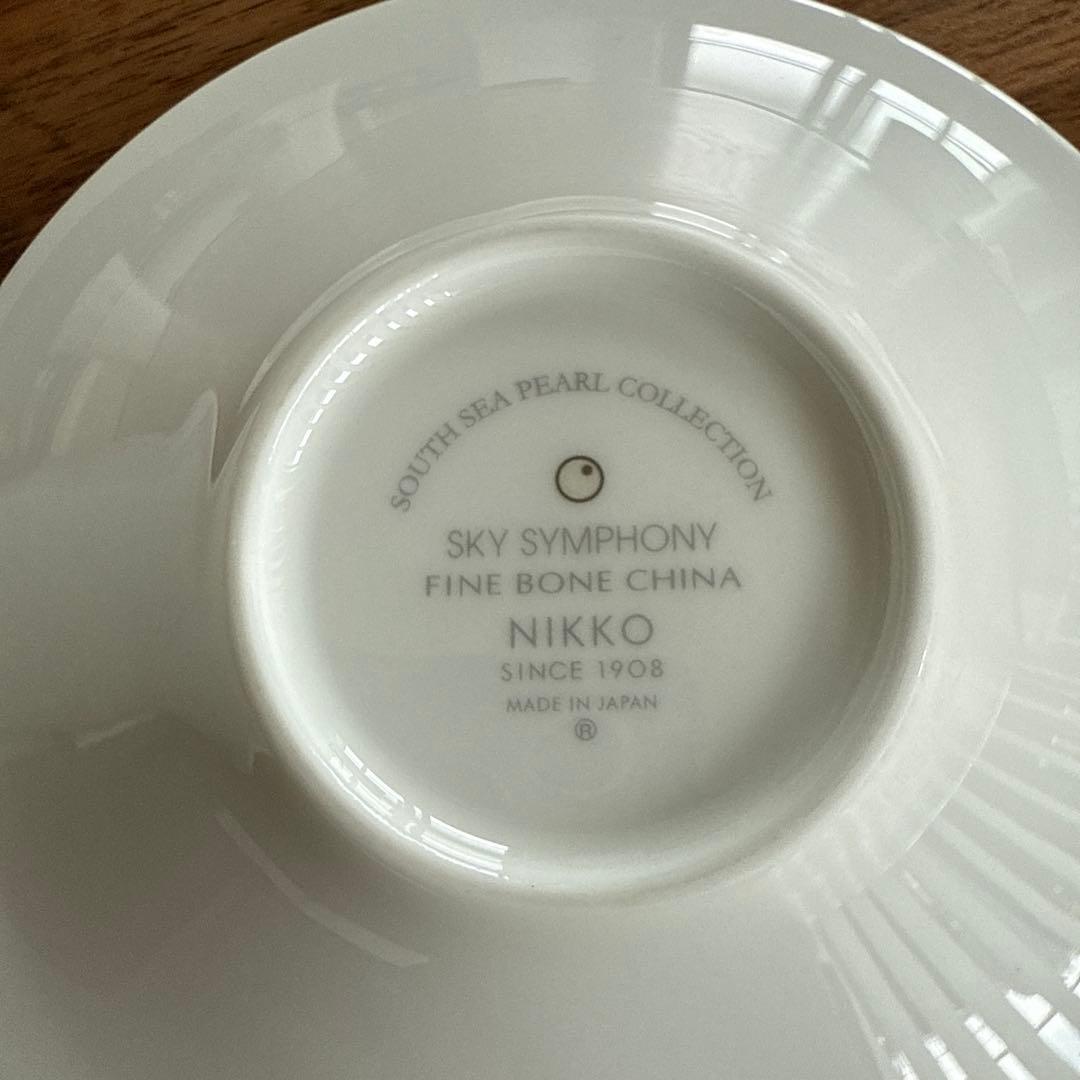 SOUTH SEA PEARL COLLECTION
SKY SYMPHONY
FINE BONE CHINA
NIKKO
SINCE 1908
MADE IN JAPAN
®